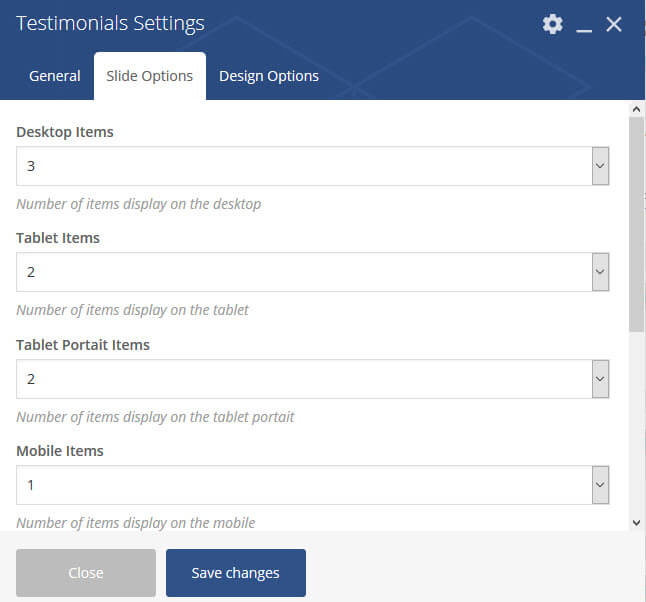 Testimonials Settings
General Slide Options Design Options
Desktop Items
3
Number of items display on the desktop
Tablet Items
2
Number of items display on the tablet
Tablet Portait Items
2
Number of items display on the tablet portait
Mobile Items
1
Number of items display on the mobile
Close Save changes